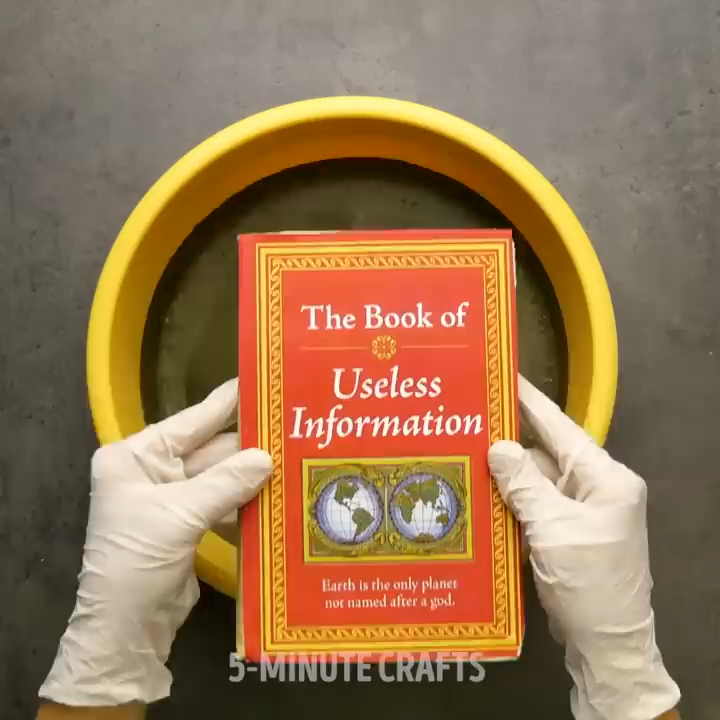 The Book of
Useless
Information
Earth is the only planet
not named after a god.
5-MINUTE CRAFTS